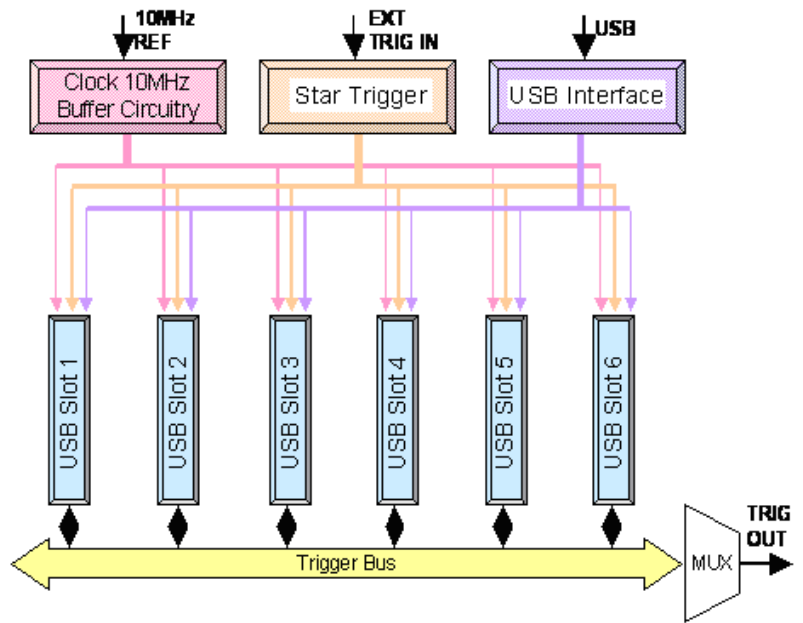 10MHz
REF
EXT
TRIG IN
USB
Clock 10MHz
Buffer Circuitry
Star Trigger
USB Interface
USB Slot 1
USB Slot 2
USB Slot 3
USB Slot 4
USB Slot 5
USB Slot 6
TRIG
OUT
Trigger Bus
MUX